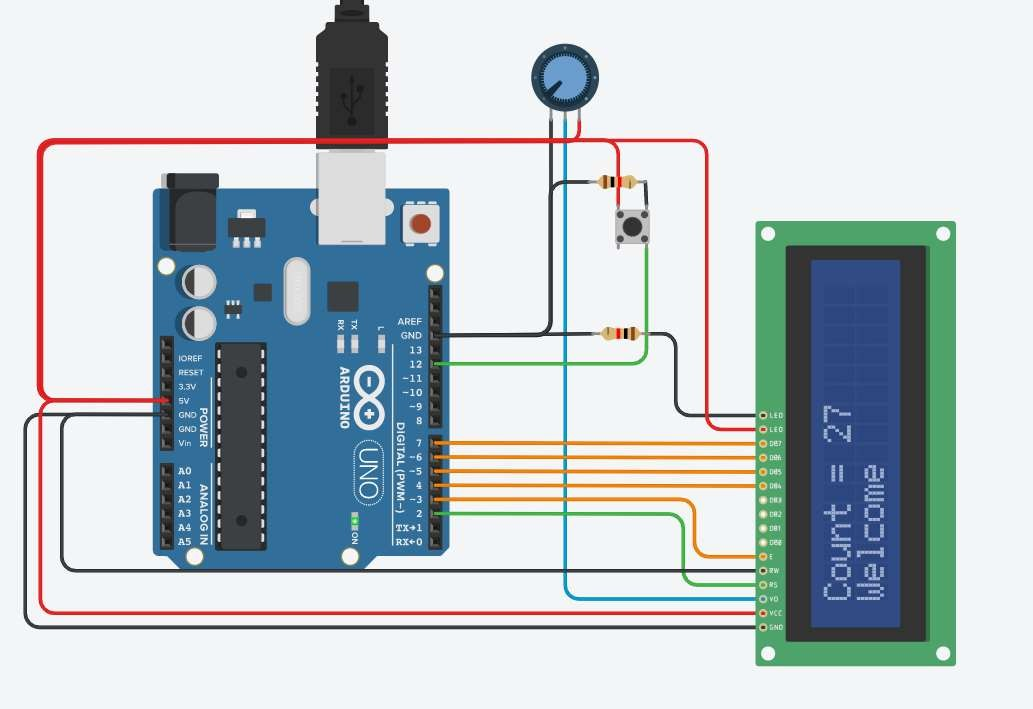 AREF
GND
13
12
~11
~10
~9
8
7
~6
~5
4
~3
2
TX→1
RX←0
DIGITAL (PWM~)
IOREF
RESET
3.3V
5V
GND
GND
Vin
POWER
A0
A1
A2
A3
A4
A5
ANALOG IN
RX
TX
L
ARDUINO
UNO
ON
LED
LED
DB7
DB6
DB5
DB4
DB3
DB2
DB1
DB0
E
RW
RS
VO
VCC
GND
Count = 27
Welcome